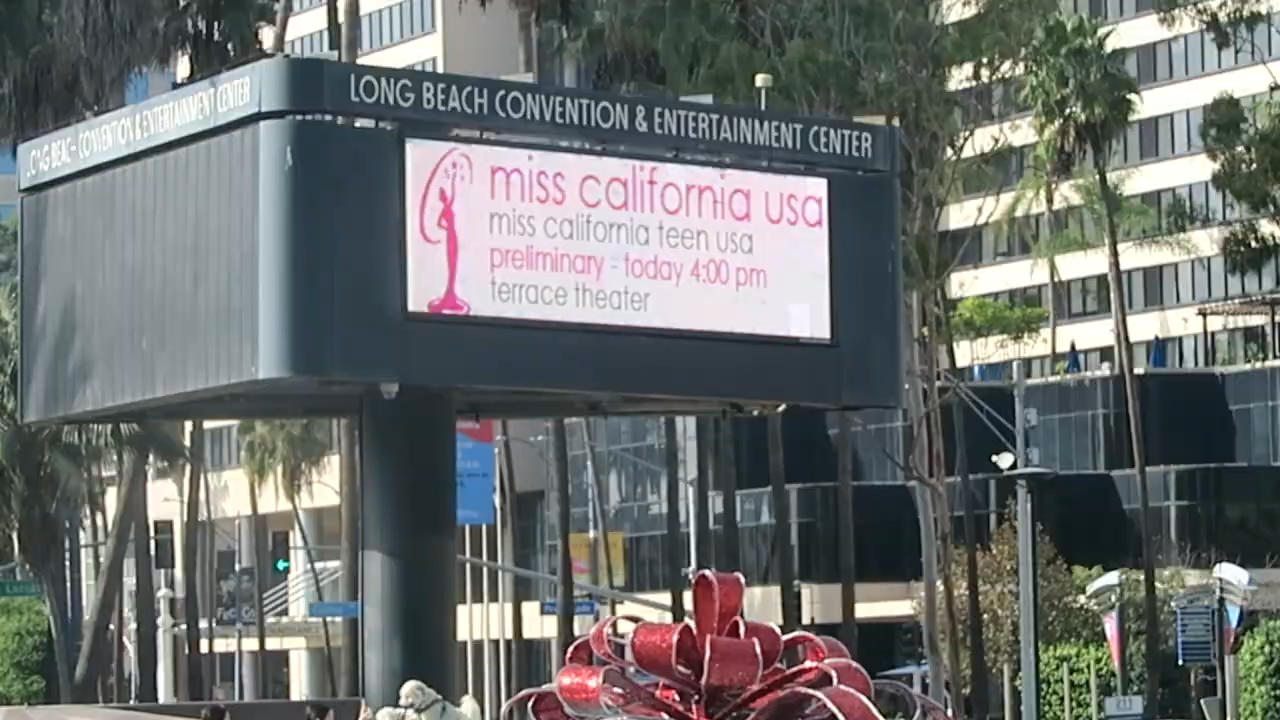 LONG BEACH CONVENTION & ENTERTAINMENT CENTER
LONG BEACH CONVENTION & ENTERTAINMENT CENTER
miss california usa
miss california teen usa
preliminary - today 4:00 pm
terrace theater
211